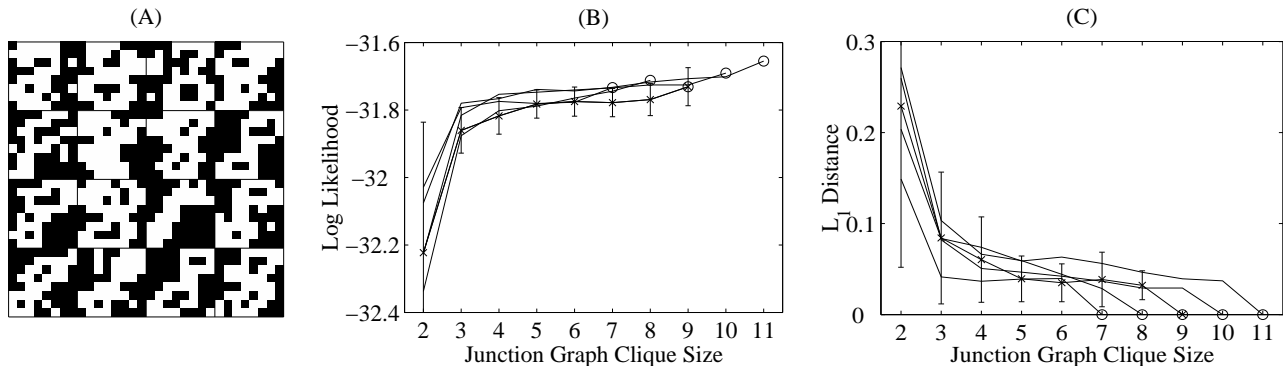 (A)
(B)
−31.6
−31.8
−32
−32.2
−32.4
Log Likelihood
2 3 4 5 6 7 8 9 10 11
Junction Graph Clique Size
(C)
0.3
0.2
0.1
0
L1 Distance
2 3 4 5 6 7 8 9 10 11
Junction Graph Clique Size